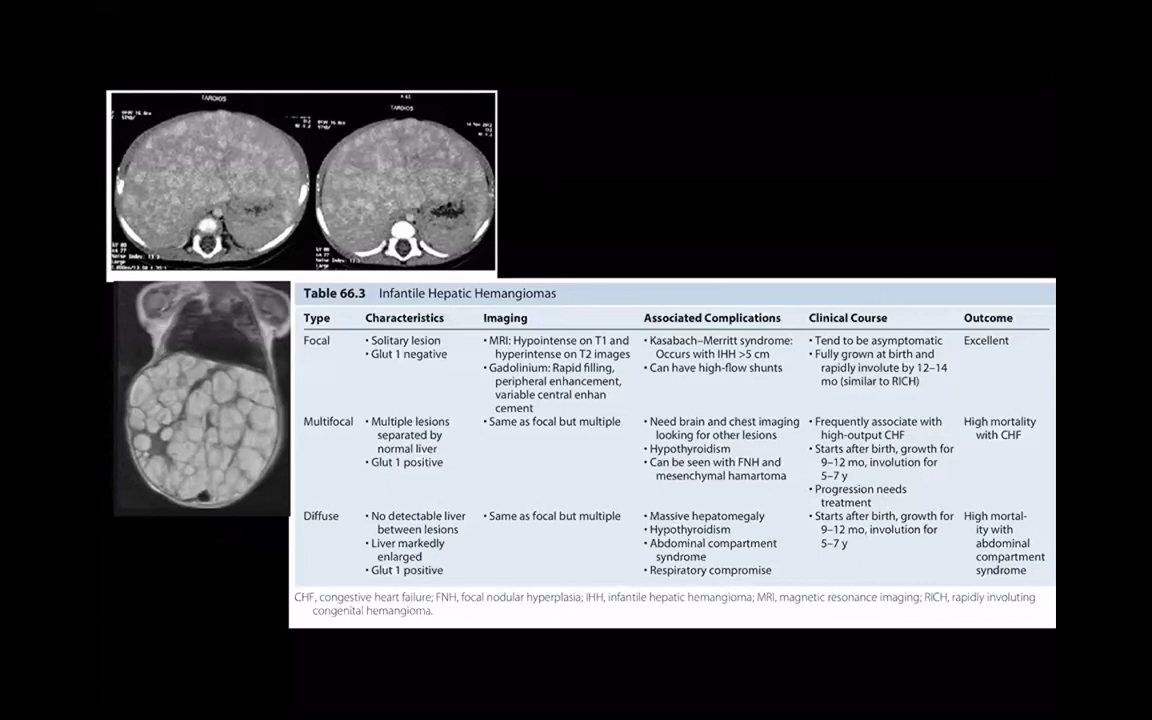 TARDIOS
TARDIOS
Table 66.3 Infantile Hepatic Hemangiomas
Type Characteristics Imaging Associated Complications Clinical Course Outcome
Focal • Solitary lesion • MRI: Hypointense on T1 and • Kasabach–Merritt syndrome: • Tend to be asymptomatic Excellent
• Glut 1 negative hyperintense on T2 images Occurs with IHH >5 cm • Fully grown at birth and
• Gadolinium: Rapid filling, • Can have high-flow shunts rapidly involute by 12–14
peripheral enhancement, mo (similar to RICH)
variable central enhan
cement
Multifocal • Multiple lesions • Same as focal but multiple • Need brain and chest imaging • Frequently associate with High mortality
separated by looking for other lesions high-output CHF with CHF
normal liver • Hypothyroidism • Starts after birth, growth for
• Glut 1 positive • Can be seen with FNH and 9–12 mo, involution for
mesenchymal hamartoma 5–7 y
• Progression needs
treatment
Diffuse • No detectable liver • Same as focal but multiple • Massive hepatomegaly • Starts after birth, growth for High mortal-
between lesions • Hypothyroidism 9–12 mo, involution for ity with
• Liver markedly • Abdominal compartment 5–7 y abdominal
enlarged syndrome compartment
• Glut 1 positive • Respiratory compromise syndrome
CHF, congestive heart failure; FNH, focal nodular hyperplasia; IHH, infantile hepatic hemangioma; MRI, magnetic resonance imaging; RICH, rapidly involuting
congenital hemangioma.